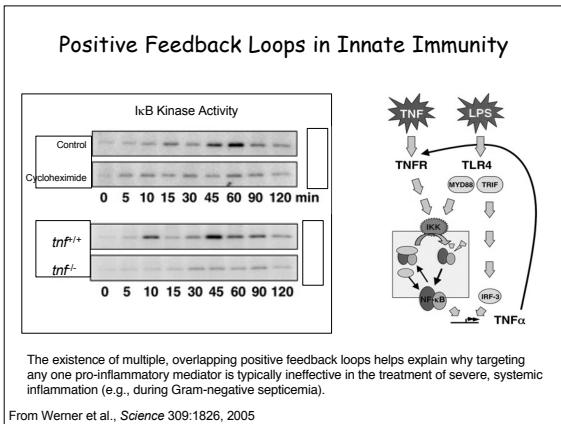 Positive Feedback Loops in Innate Immunity
IκB Kinase Activity
Control
Cycloheximide
0 5 10 15 30 45 60 90 120 min
tnf+/+
tnf-/-
0 5 10 15 30 45 60 90 120
TNF LPS
TNFR TLR4
MYD88 TRIF
IKK
IRF-3
NF-κB
TNFα
The existence of multiple, overlapping positive feedback loops helps explain why targeting
any one pro-inflammatory mediator is typically ineffective in the treatment of severe, systemic
inflammation (e.g., during Gram-negative septicemia).
From Werner et al., Science 309:1826, 2005